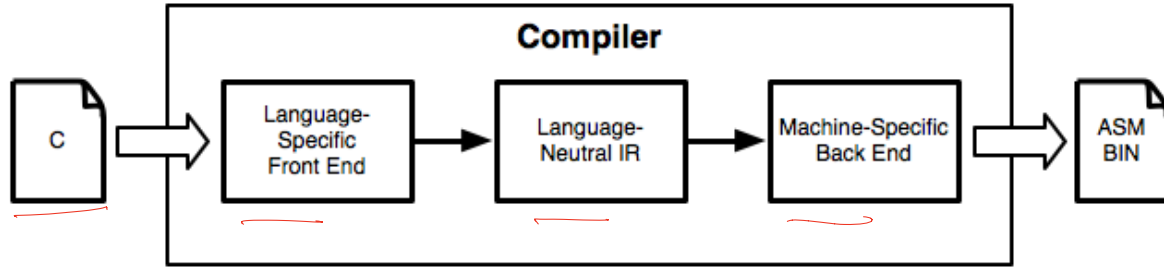 Compiler
C
Language-
Specific
Front End
Language-
Neutral IR
Machine-Specific
Back End
ASM
BIN